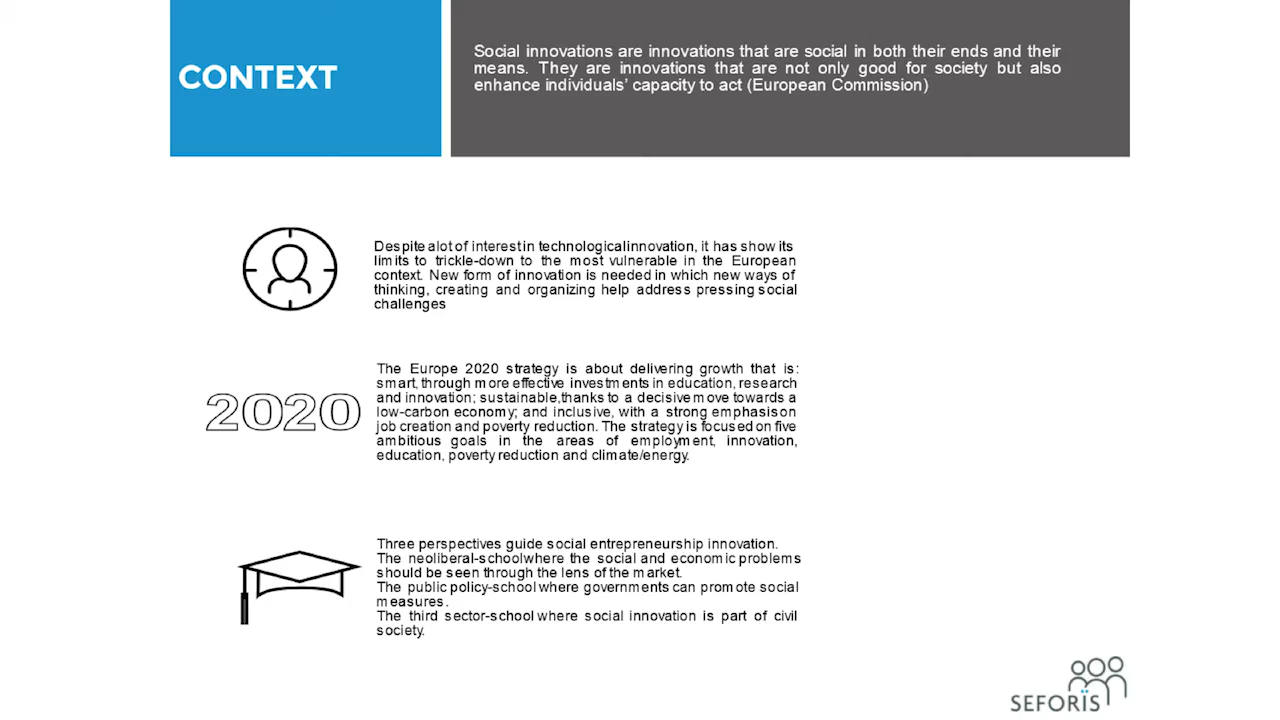 CONTEXT
Social innovations are innovations that are social in both their ends and their
means. They are innovations that are not only good for society but also
enhance individuals' capacity to act (European Commission)
Despite alot of interest in technological innovation, it has show its
limits to trickle-down to the most vulnerable in the European
context. New form of innovation is needed in which new ways of
thinking, creating and organizing help address pressing social
challenges
2020
The Europe 2020 strategy is about delivering growth that is:
smart, through more effective investments in education, research
and innovation; sustainable, thanks to a decisive move towards a
low-carbon economy; and inclusive, with a strong emphasis on
job creation and poverty reduction. The strategy is focused on five
ambitious goals in the areas of employment, innovation,
education, poverty reduction and climate/energy.
Three perspectives guide social entrepreneurship innovation.
The neoliberal-school where the social and economic problems
should be seen through the lens of the market.
The public policy-school where governments can promote social
measures.
The third sector-school where social innovation is part of civil
society.
SEFORÏS